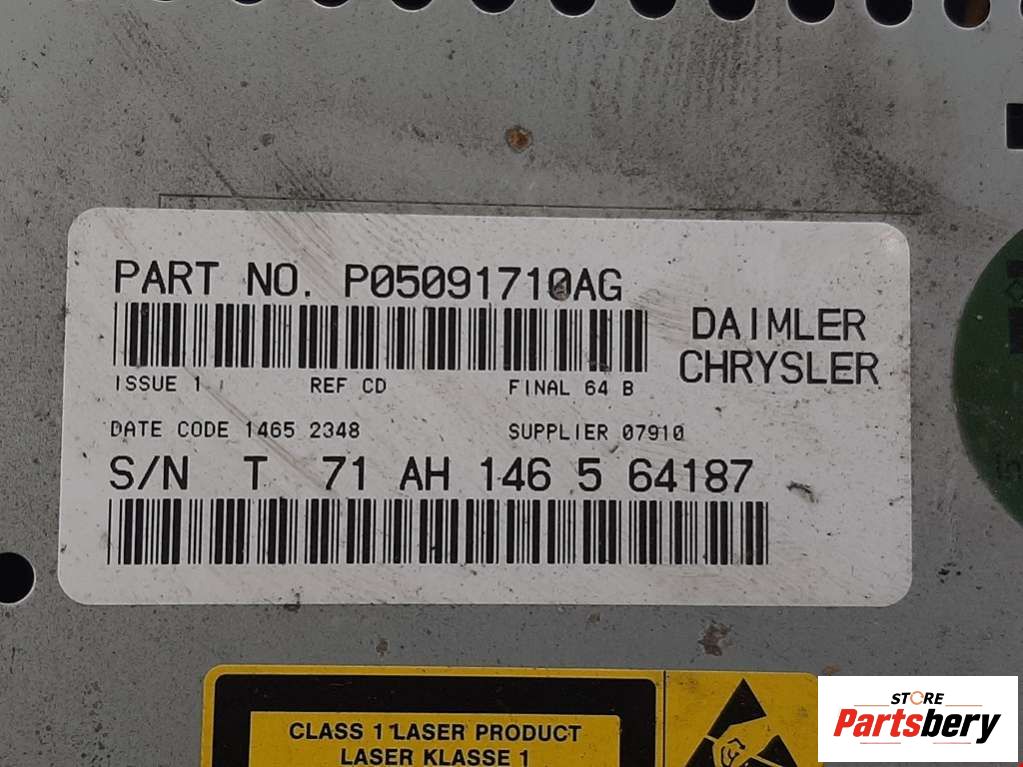 PART NO. P05091710AG
DAIMLER
CHRYSLER
ISSUE 1 REF CD FINAL 64 B
DATE CODE 1465 2348 SUPPLIER 07910
S/N T 71 AH 146 5 64187
CLASS 1 LASER PRODUCT
LASER KLASSE 1
STORE
Partsbery